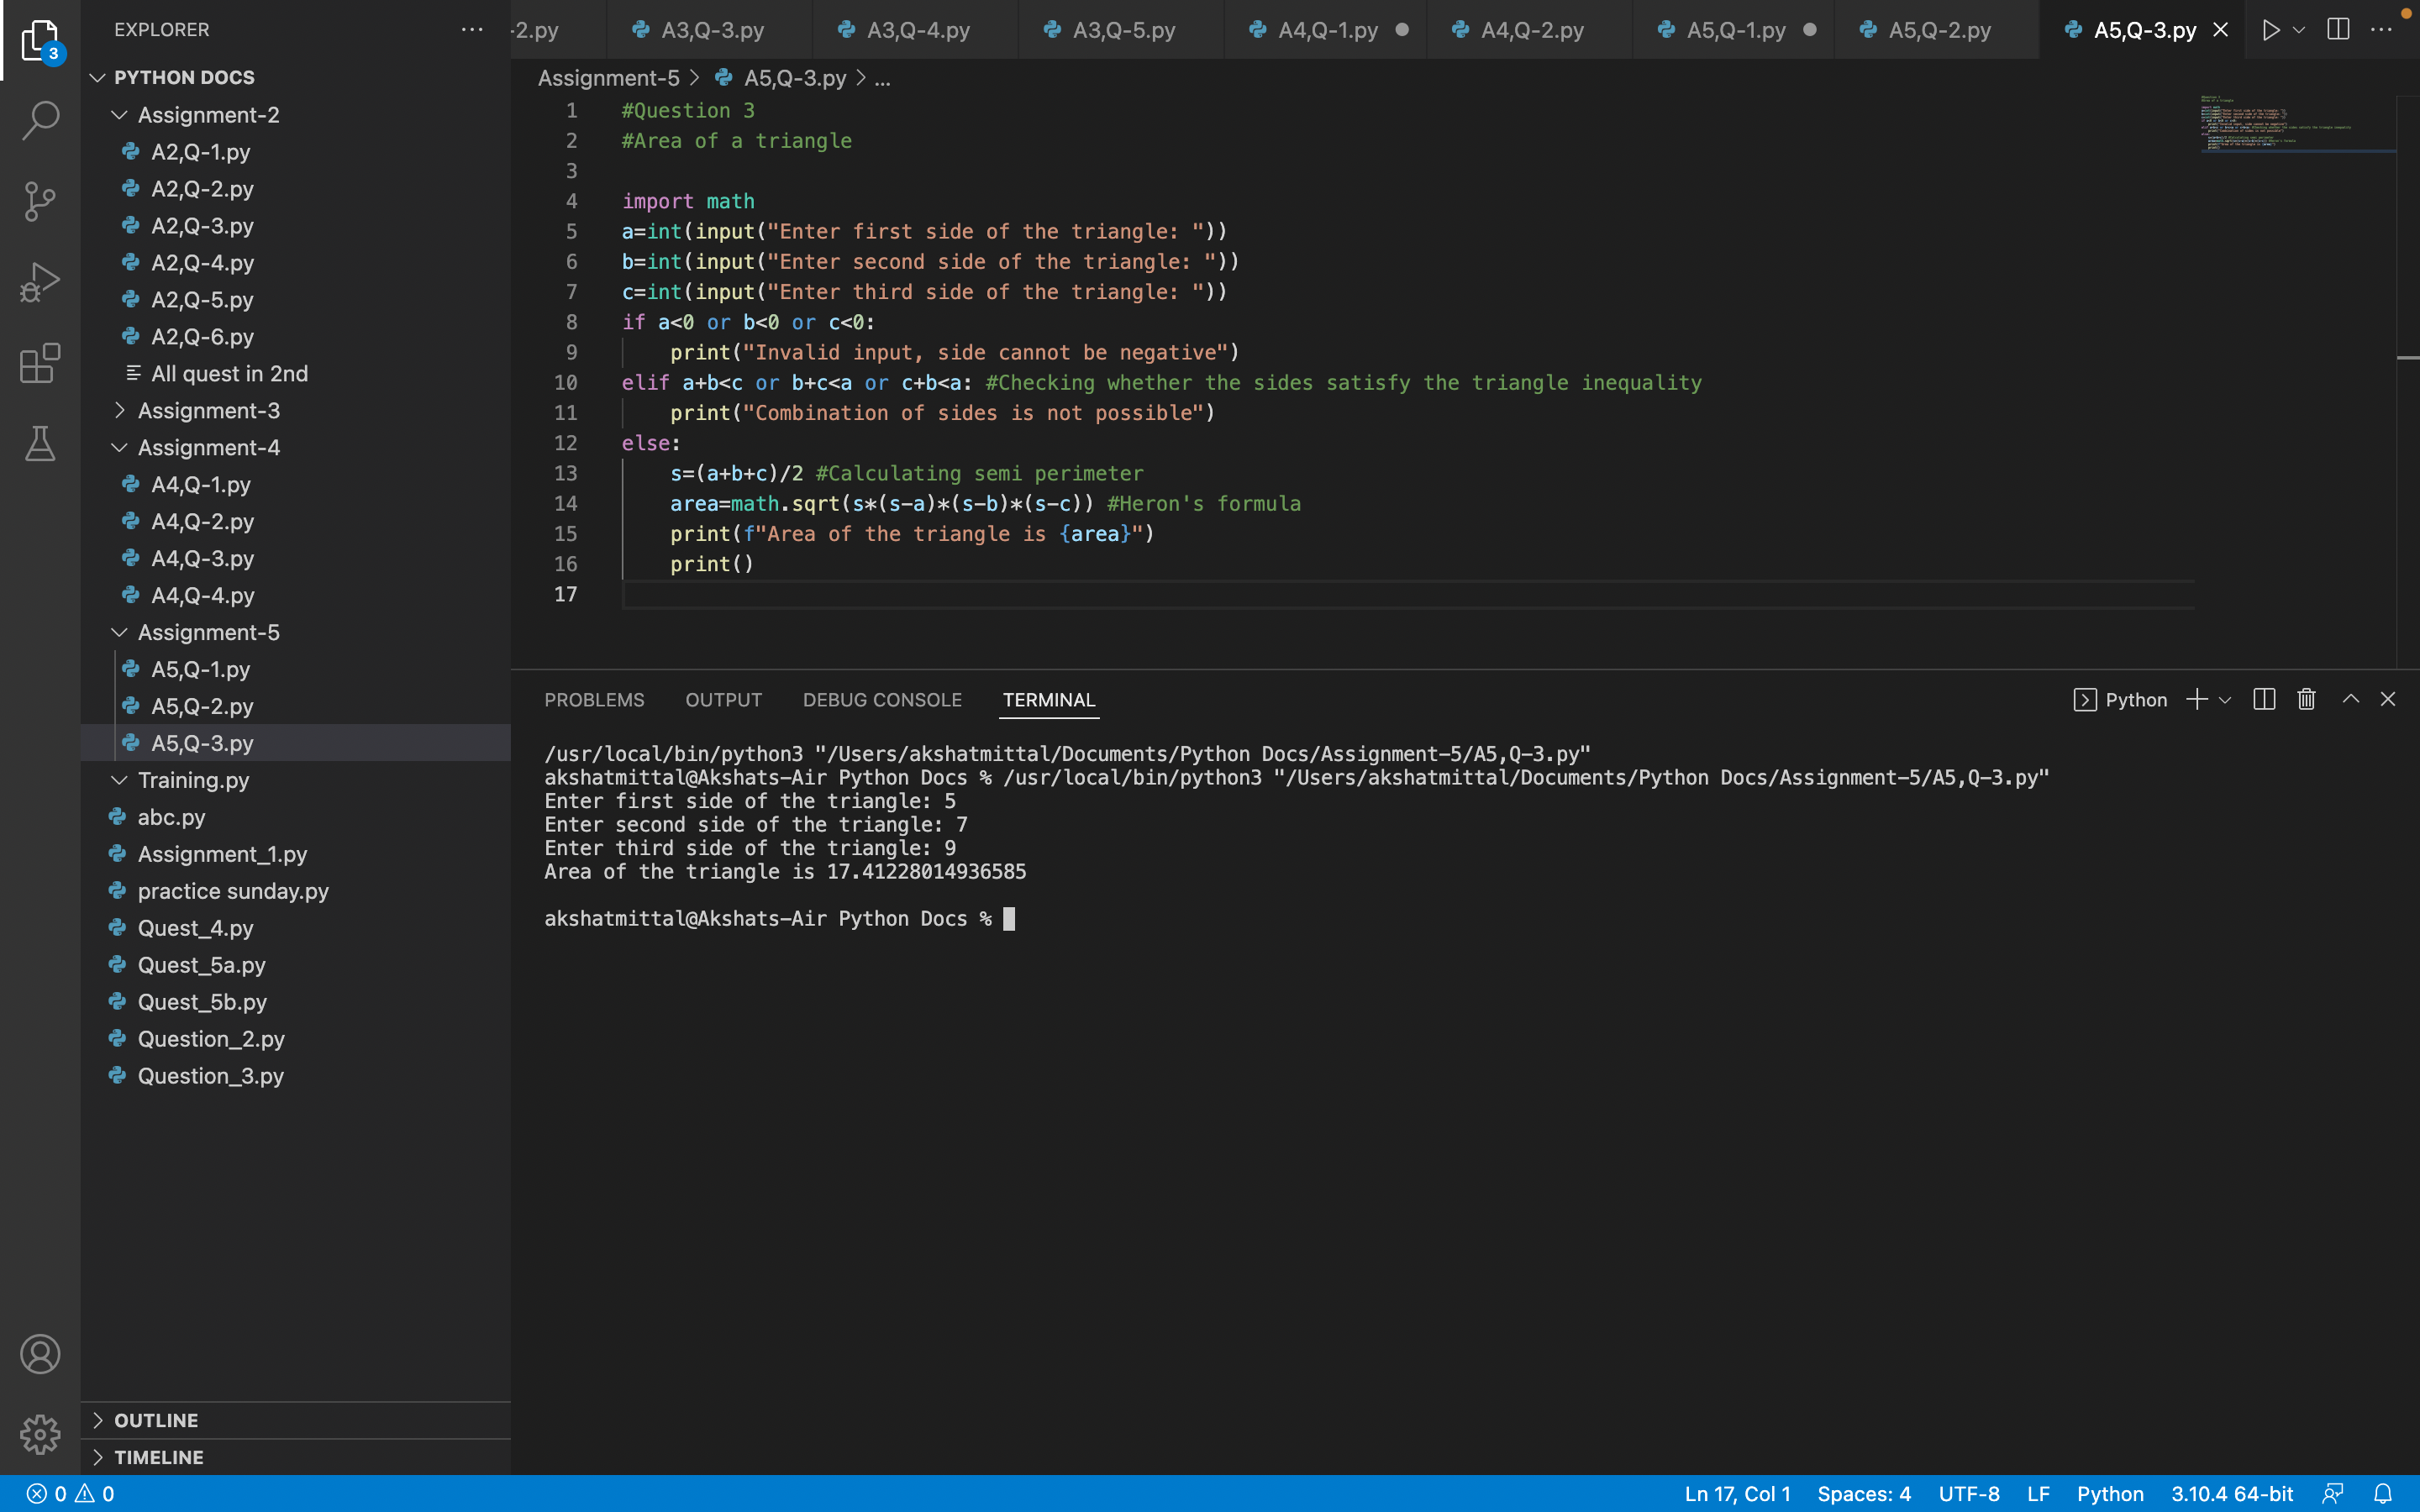 EXPLORER
PYTHON DOCS
Assignment-2
A2,Q-1.py
A2,Q-2.py
A2,Q-3.py
A2,Q-4.py
A2,Q-5.py
A2,Q-6.py
All quest in 2nd
Assignment-3
Assignment-4
A4,Q-1.py
A4,Q-2.py
A4,Q-3.py
A4,Q-4.py
Assignment-5
A5,Q-1.py
A5,Q-2.py
A5,Q-3.py
Training.py
abc.py
Assignment_1.py
practice sunday.py
Quest_4.py
Quest_5a.py
Quest_5b.py
Question_2.py
Question_3.py
OUTLINE
TIMELINE
3
-2.py A3,Q-3.py A3,Q-4.py A3,Q-5.py A4,Q-1.py A4,Q-2.py A5,Q-1.py A5,Q-2.py A5,Q-3.py
Assignment-5 > A5,Q-3.py > ...
1 #Question 3
2 #Area of a triangle
3
4 import math
5 a=int(input("Enter first side of the triangle: "))
6 b=int(input("Enter second side of the triangle: "))
7 c=int(input("Enter third side of the triangle: "))
8 if a<0 or b<0 or c<0:
9     print("Invalid input, side cannot be negative")
10 elif a+b<c or b+c<a or c+b<a: #Checking whether the sides satisfy the triangle inequality
11     print("Combination of sides is not possible")
12 else:
13     s=(a+b+c)/2 #Calculating semi perimeter
14     area=math.sqrt(s*(s-a)*(s-b)*(s-c)) #Heron's formula
15     print(f"Area of the triangle is {area}")
16     print()
17
PROBLEMS OUTPUT DEBUG CONSOLE TERMINAL Python
/usr/local/bin/python3 "/Users/akshatmittal/Documents/Python Docs/Assignment-5/A5,Q-3.py"
akshatmittal@Akshats-Air Python Docs % /usr/local/bin/python3 "/Users/akshatmittal/Documents/Python Docs/Assignment-5/A5,Q-3.py"
Enter first side of the triangle: 5
Enter second side of the triangle: 7
Enter third side of the triangle: 9
Area of the triangle is 17.41228014936585
akshatmittal@Akshats-Air Python Docs %
0 0 Ln 17, Col 1 Spaces: 4 UTF-8 LF Python 3.10.4 64-bit